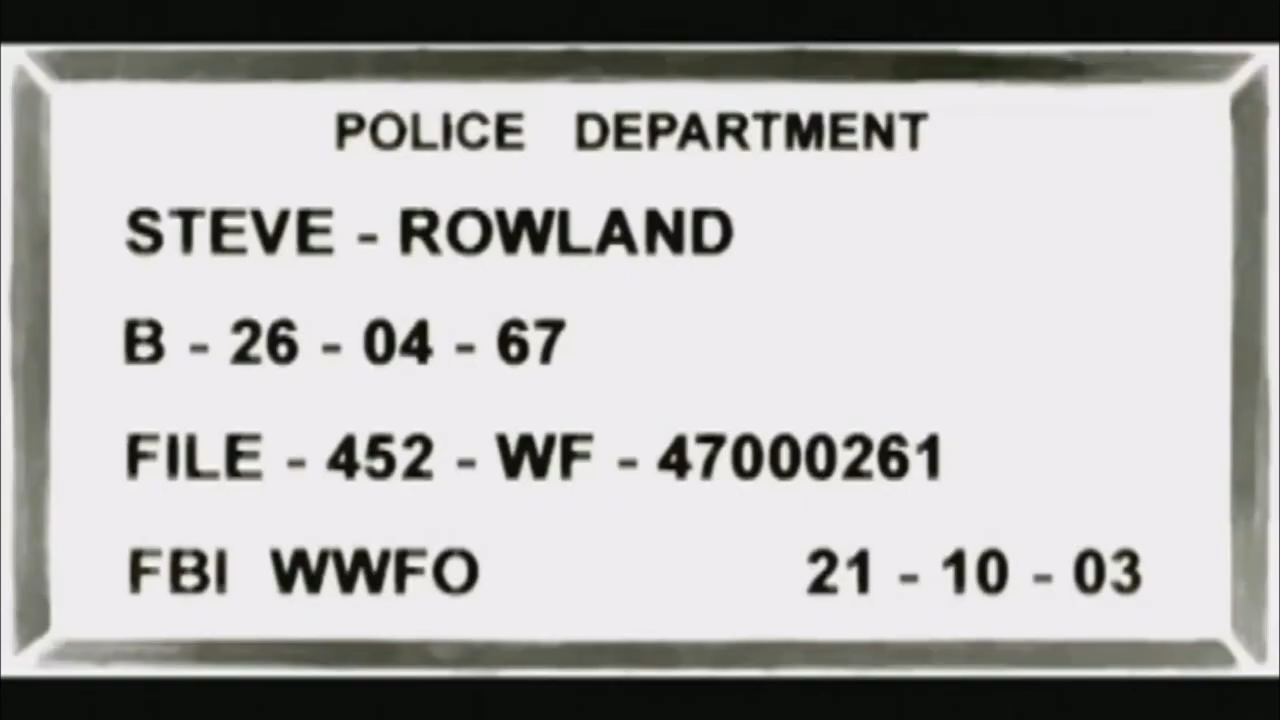 POLICE DEPARTMENT
STEVE - ROWLAND
B - 26 - 04 - 67
FILE - 452 - WF - 47000261
FBI WWFO 21 - 10 - 03